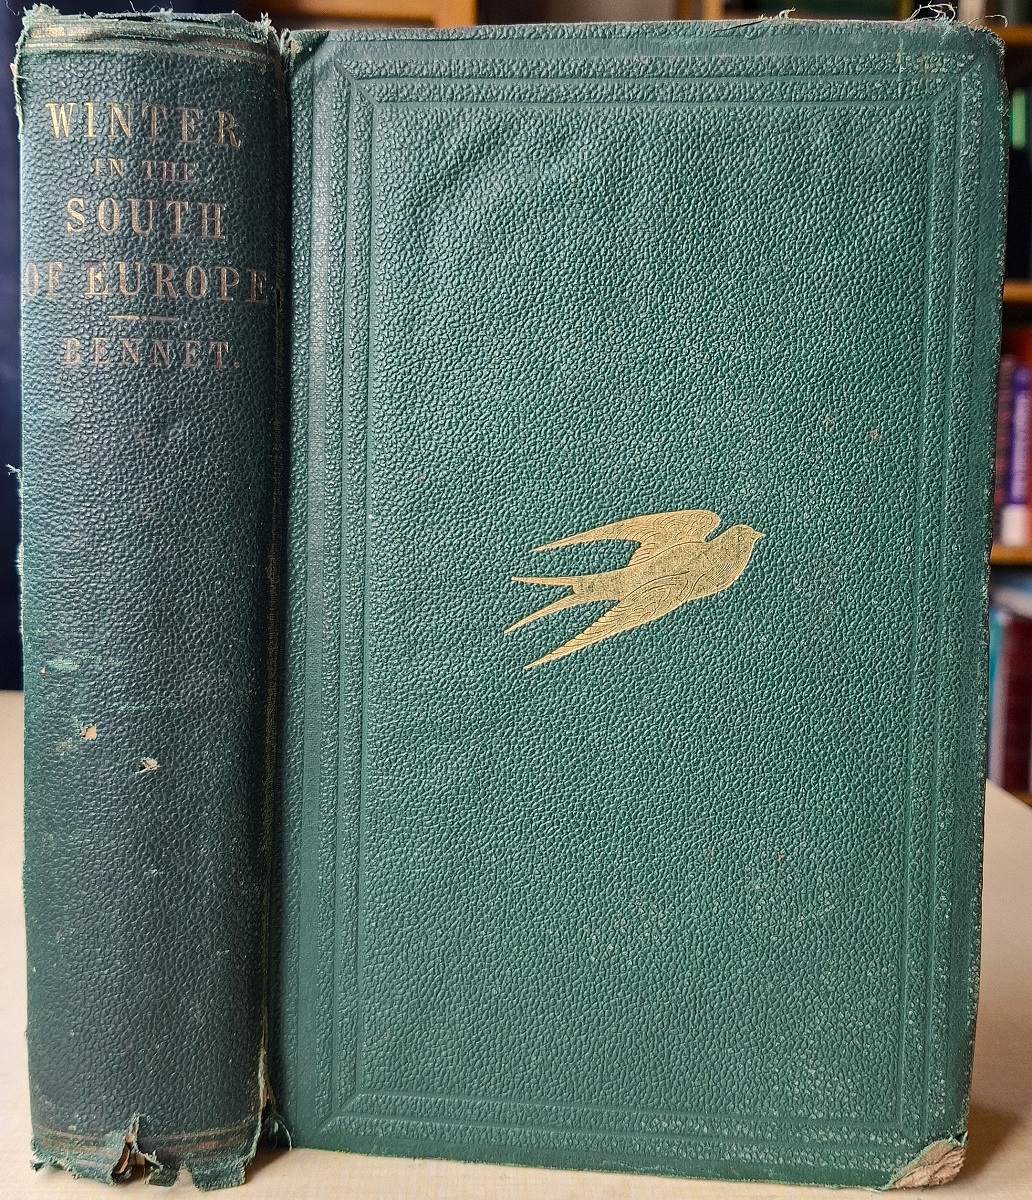 WINTER
IN THE
SOUTH
OF EUROPE
BENNET.